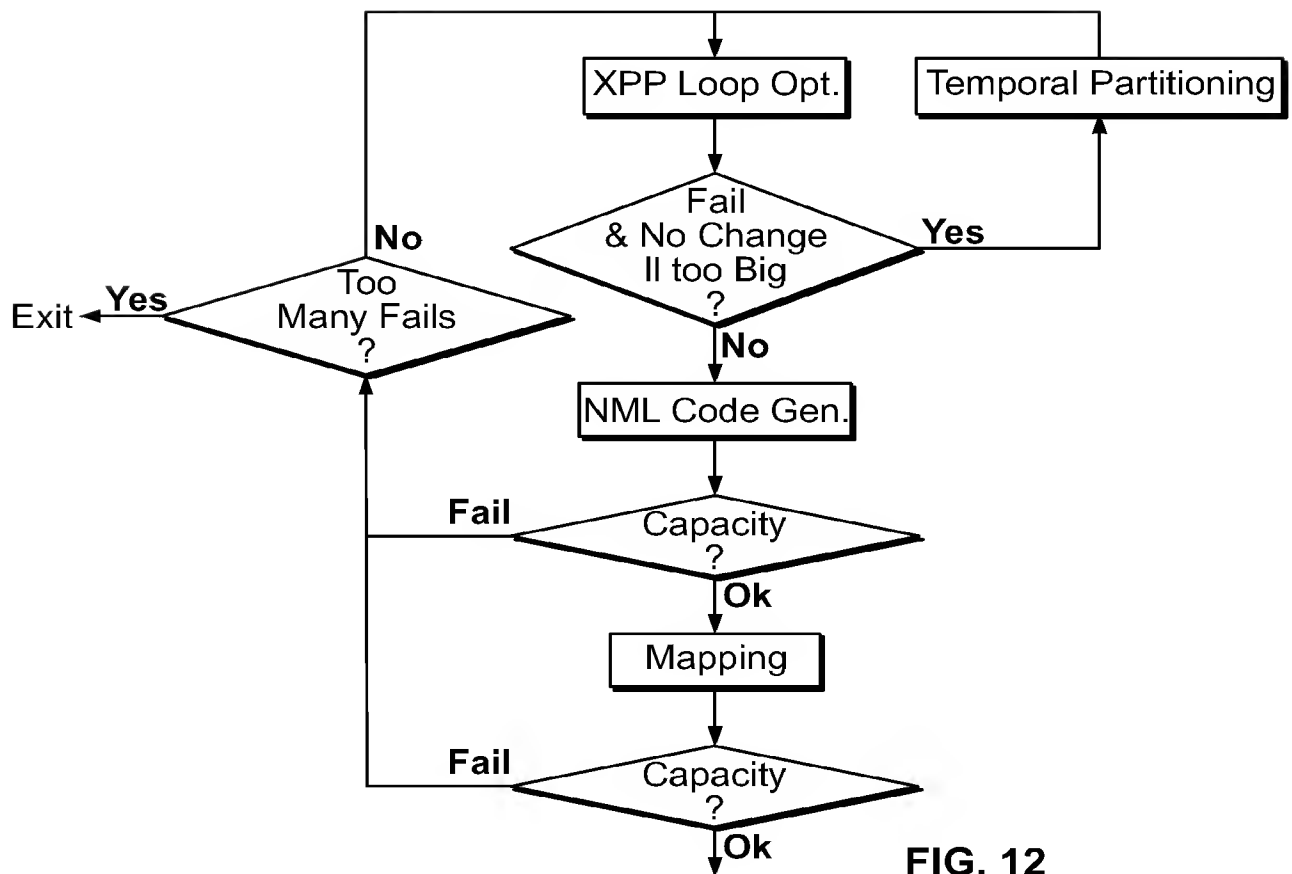 XPP Loop Opt.
Temporal Partitioning
Fail
& No Change
II too Big
?
Yes
No
No
Too
Many Fails
?
Yes
Exit
NML Code Gen.
Capacity
?
Fail
Ok
Mapping
Capacity
?
Fail
Ok
FIG. 12